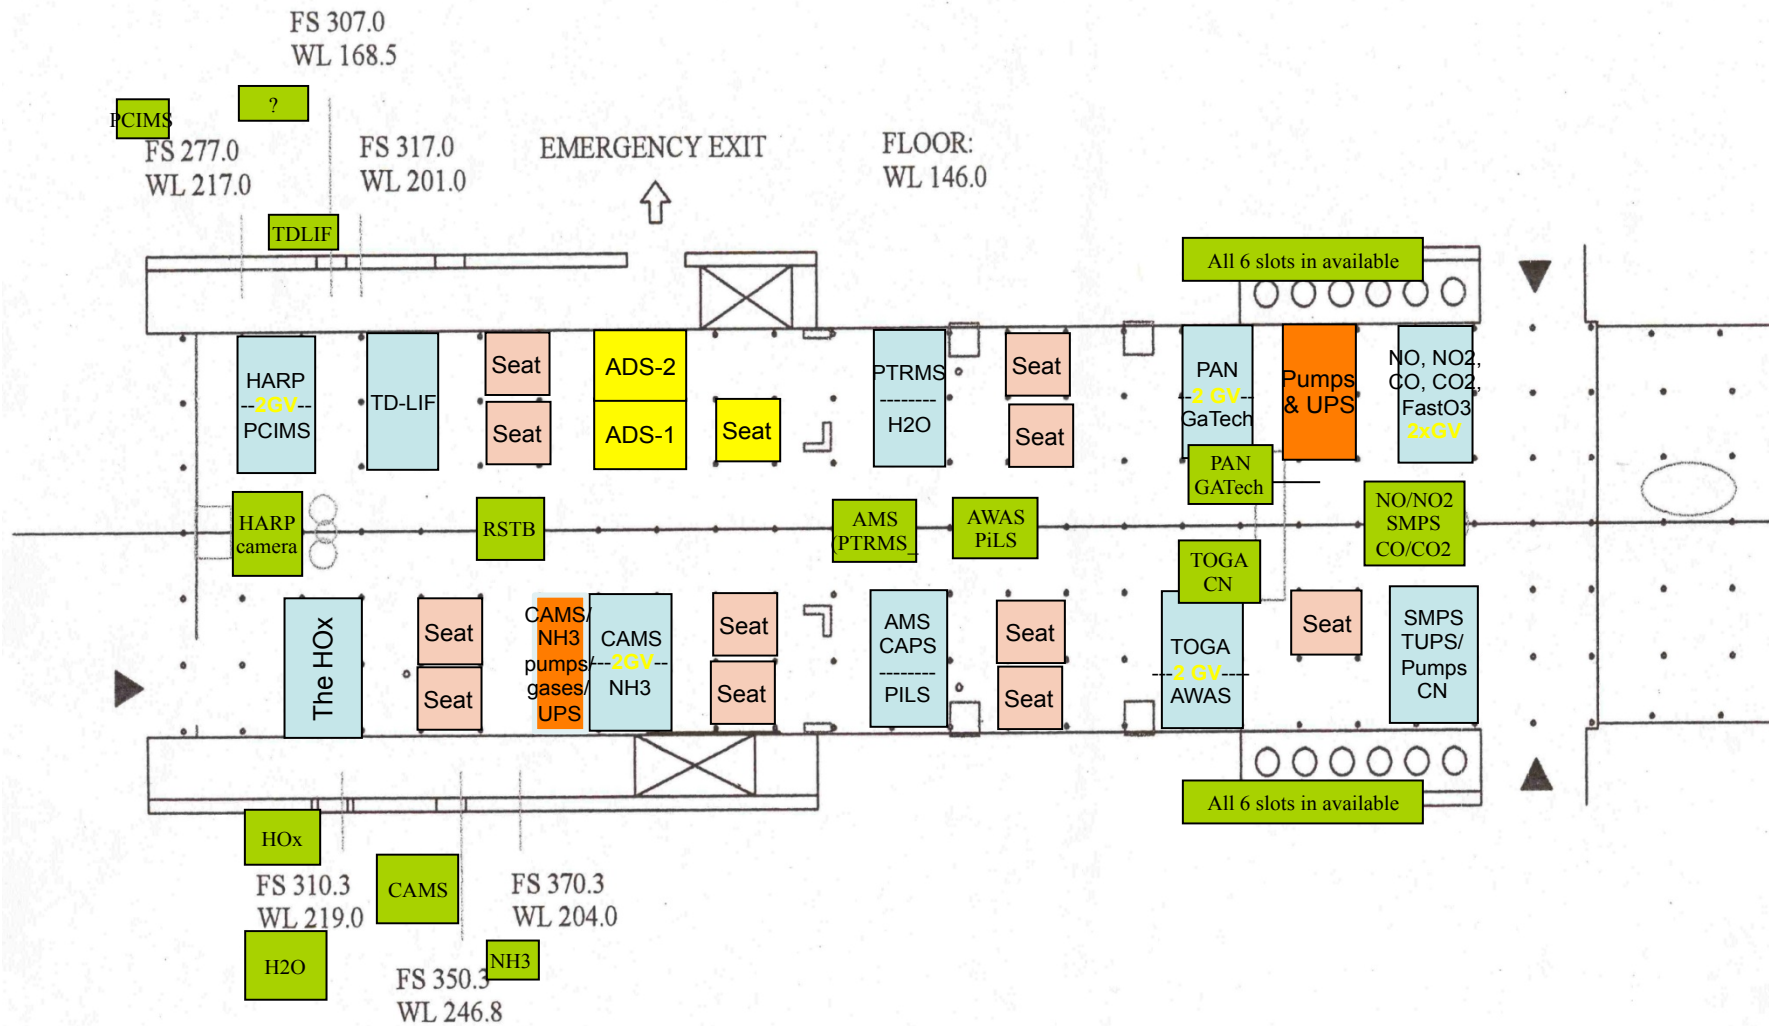 FS 307.0
WL 168.5
?
PCIMS
FS 277.0
WL 217.0
FS 317.0
WL 201.0
EMERGENCY EXIT
FLOOR:
WL 146.0
TDLIF
All 6 slots in available
HARP
--2GV--
PCIMS
TD-LIF
Seat
Seat
ADS-2
ADS-1
Seat
PTRMS
---------
H2O
Seat
Seat
PAN
--2 GV---
GaTech
Pumps
& UPS
NO, NO2,
CO, CO2,
FastO3
2xGV
PAN
GATech
HARP
camera
RSTB
AMS
(PTRMS_
AWAS
PiLS
NO/NO2
SMPS
CO/CO2
TOGA
CN
The HOx
Seat
Seat
CAMS/
NH3
pumps/
gases/
UPS
CAMS
---2GV---
NH3
Seat
Seat
AMS
CAPS
---------
PILS
Seat
Seat
TOGA
---2 GV----
AWAS
Seat
SMPS
TUPS/
Pumps
CN
All 6 slots in available
HOx
FS 310.3
WL 219.0
CAMS
FS 370.3
WL 204.0
H2O
NH3
FS 350.3
WL 246.8